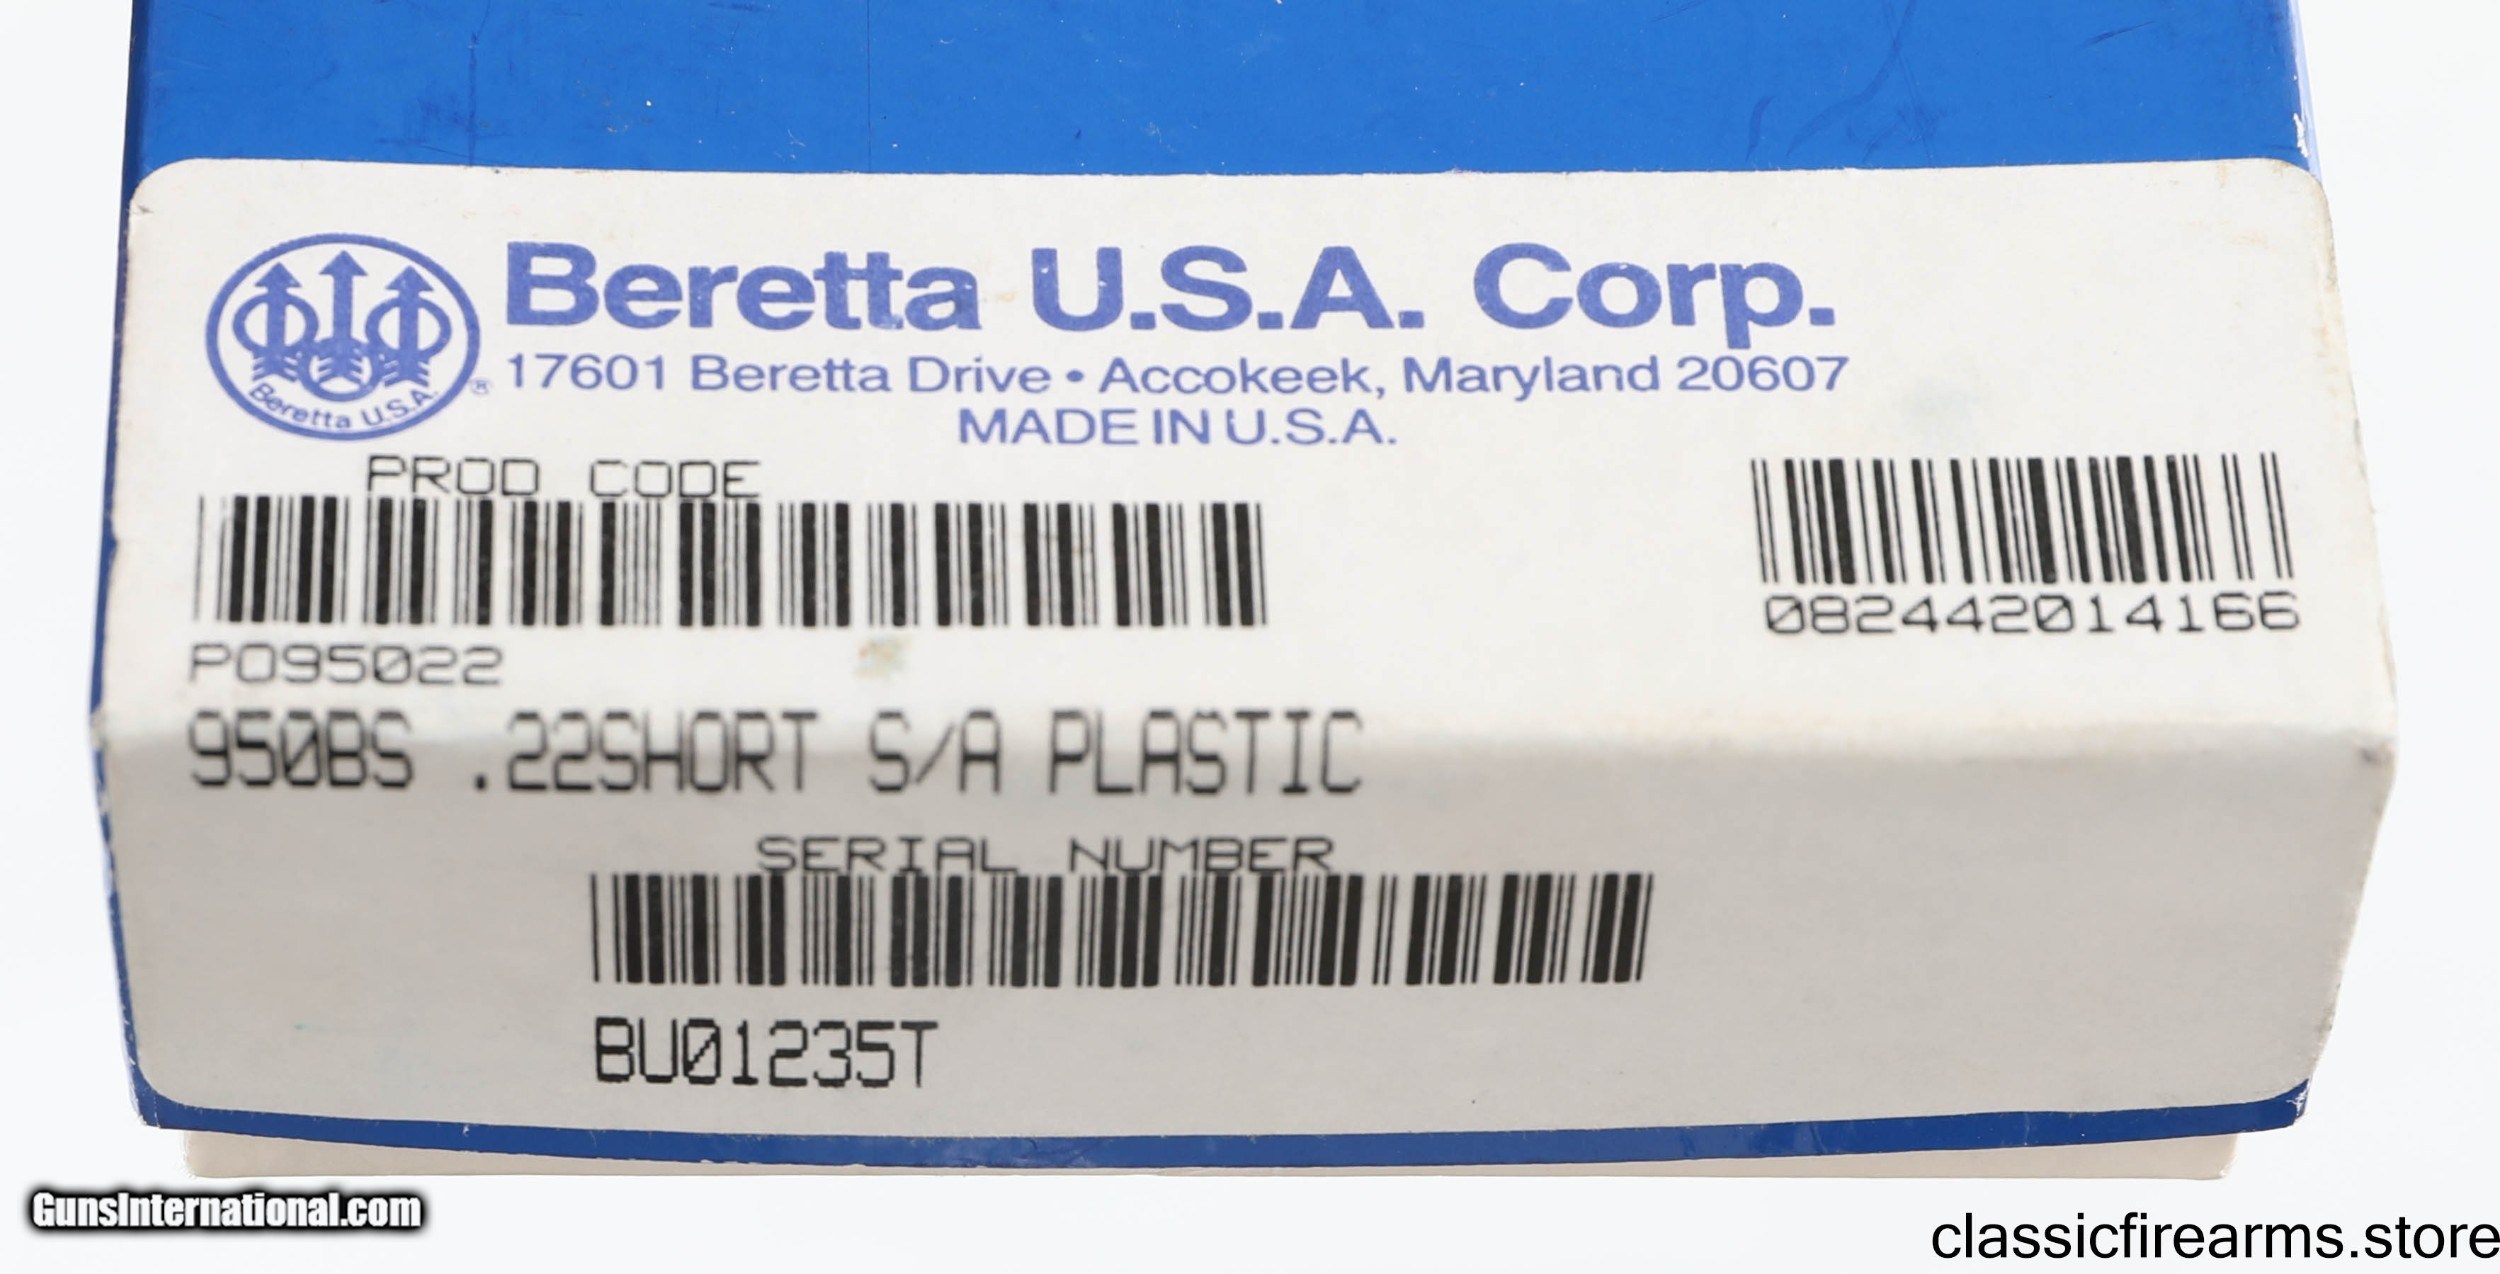 Beretta U.S.A. Corp.
17601 Beretta Drive • Accokeek, Maryland 20607
MADE IN U.S.A.
Beretta U.S.A.
®
PROD CODE
082442014166
PO95022
950BS .22SHORT S/A PLASTIC
SERIAL NUMBER
BU01235T
GunsInternational.com
classicfirearms.store